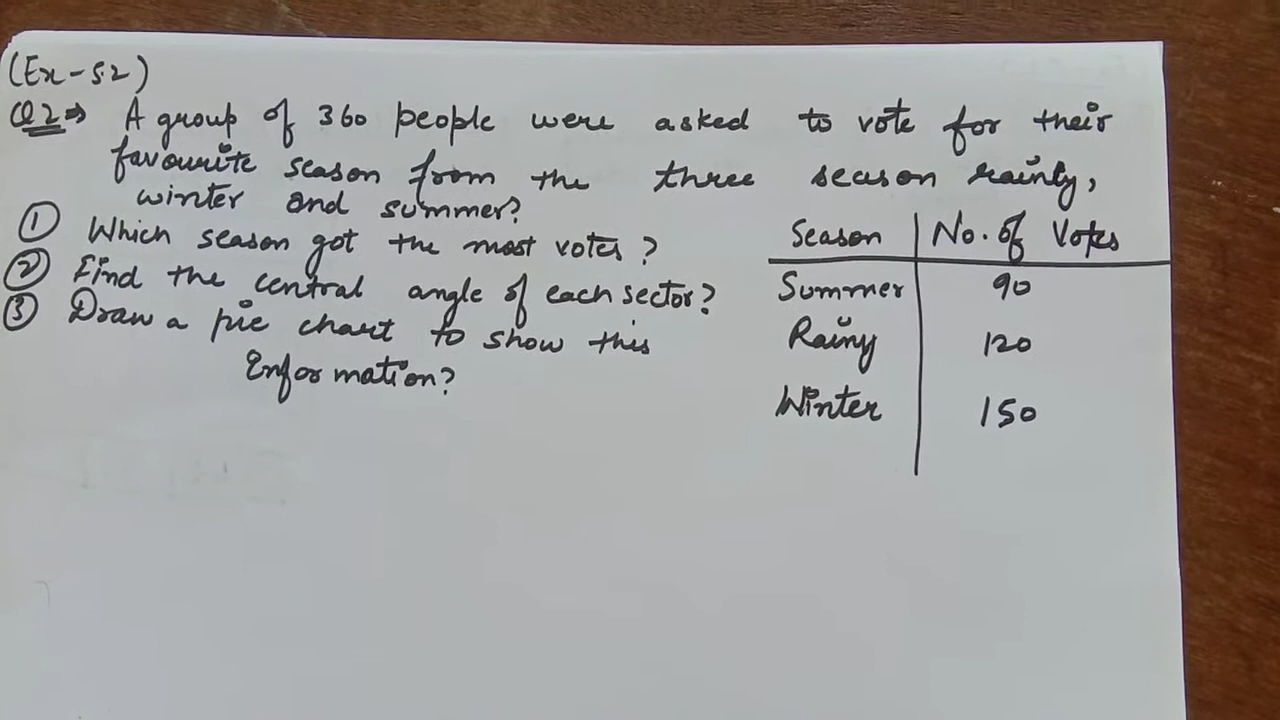 (Ex-5.2)
Q2⇒ A group of 360 people were asked to vote for their
favourite season from the three season rainy,
winter and summer?
① Which season got the most votes?
② Find the central angle of each sector?
③ Draw a pie chart to show this
Information?
Season No. of Votes
Summer 90
Rainy 120
Winter 150